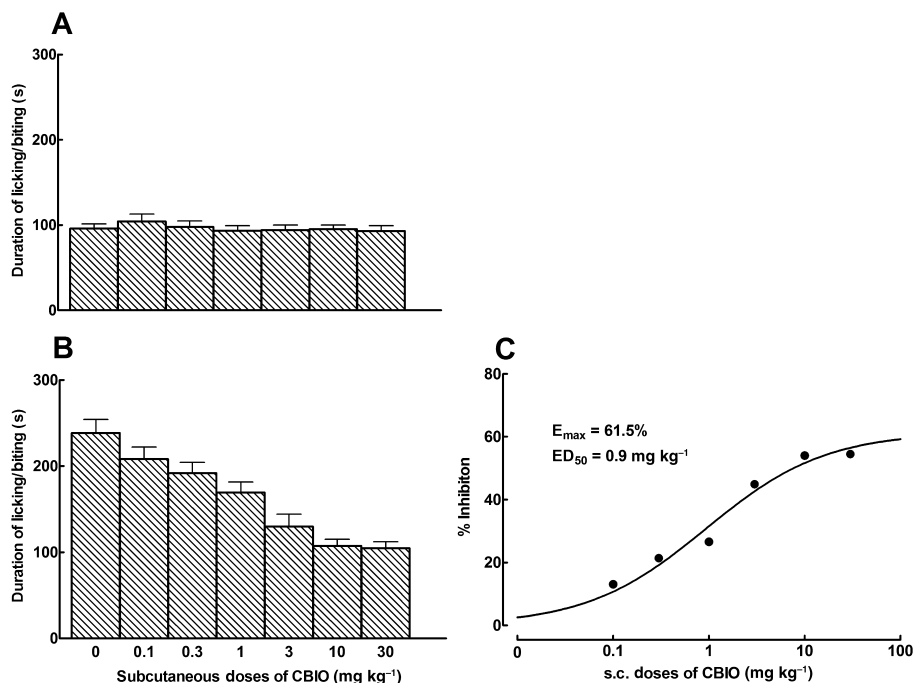 A
300
200
100
0
Duration of licking/biting (s)
B
300
200
100
0
Duration of licking/biting (s)
0 0.1 0.3 1 3 10 30
Subcutaneous doses of CBIO (mg kg⁻¹)
C
80
60
40
20
0
% Inhibiton
Emax = 61.5%
ED50 = 0.9 mg kg⁻¹
0 0.1 1 10 100
s.c. doses of CBIO (mg kg⁻¹)